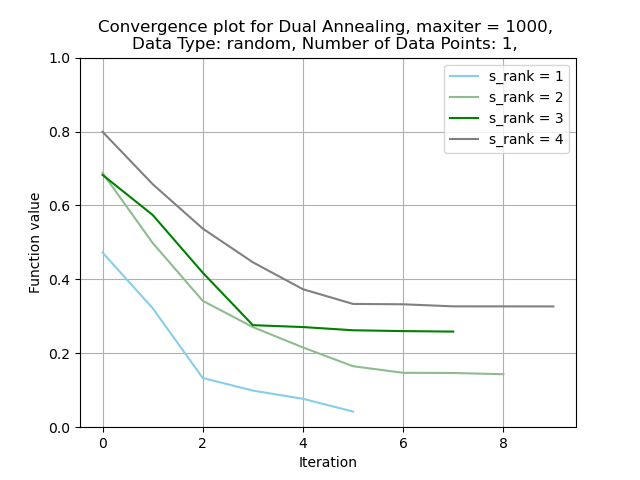 Convergence plot for Dual Annealing, maxiter = 1000,
Data Type: random, Number of Data Points: 1,
s_rank = 1
s_rank = 2
s_rank = 3
s_rank = 4
Function value
1.0
0.8
0.6
0.4
0.2
0.0
0 2 4 6 8
Iteration